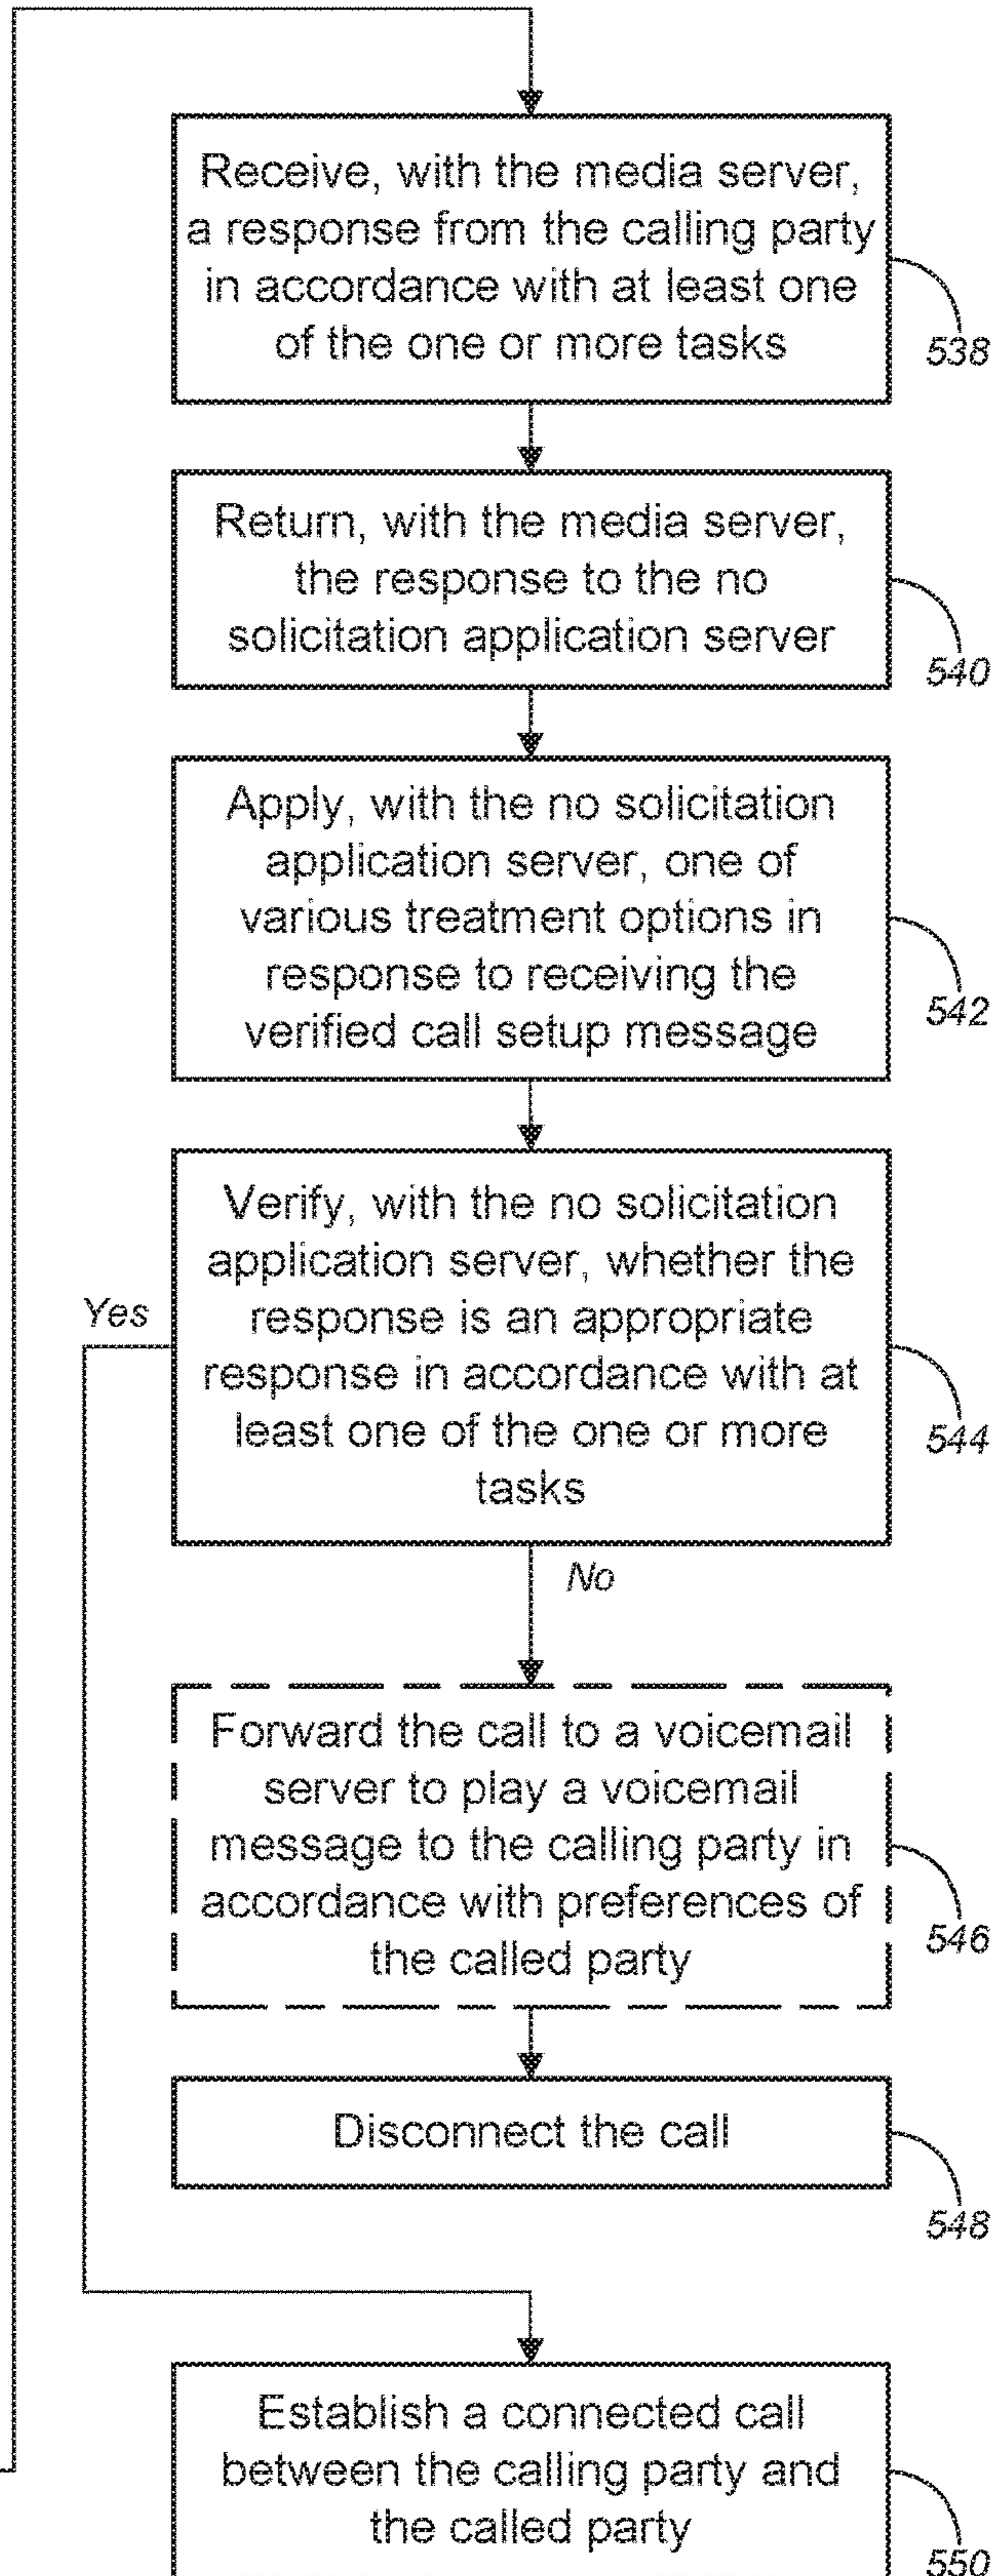 Receive, with the media server,
a response from the calling party
in accordance with at least one
of the one or more tasks
538
Return, with the media server,
the response to the no
solicitation application server
540
Apply, with the no solicitation
application server, one of
various treatment options in
response to receiving the
verified call setup message
542
Verify, with the no solicitation
application server, whether the
response is an appropriate
response in accordance with at
least one of the one or more
tasks
544
Yes
No
Forward the call to a voicemail
server to play a voicemail
message to the calling party in
accordance with preferences of
the called party
546
Disconnect the call
548
Establish a connected call
between the calling party and
the called party
550